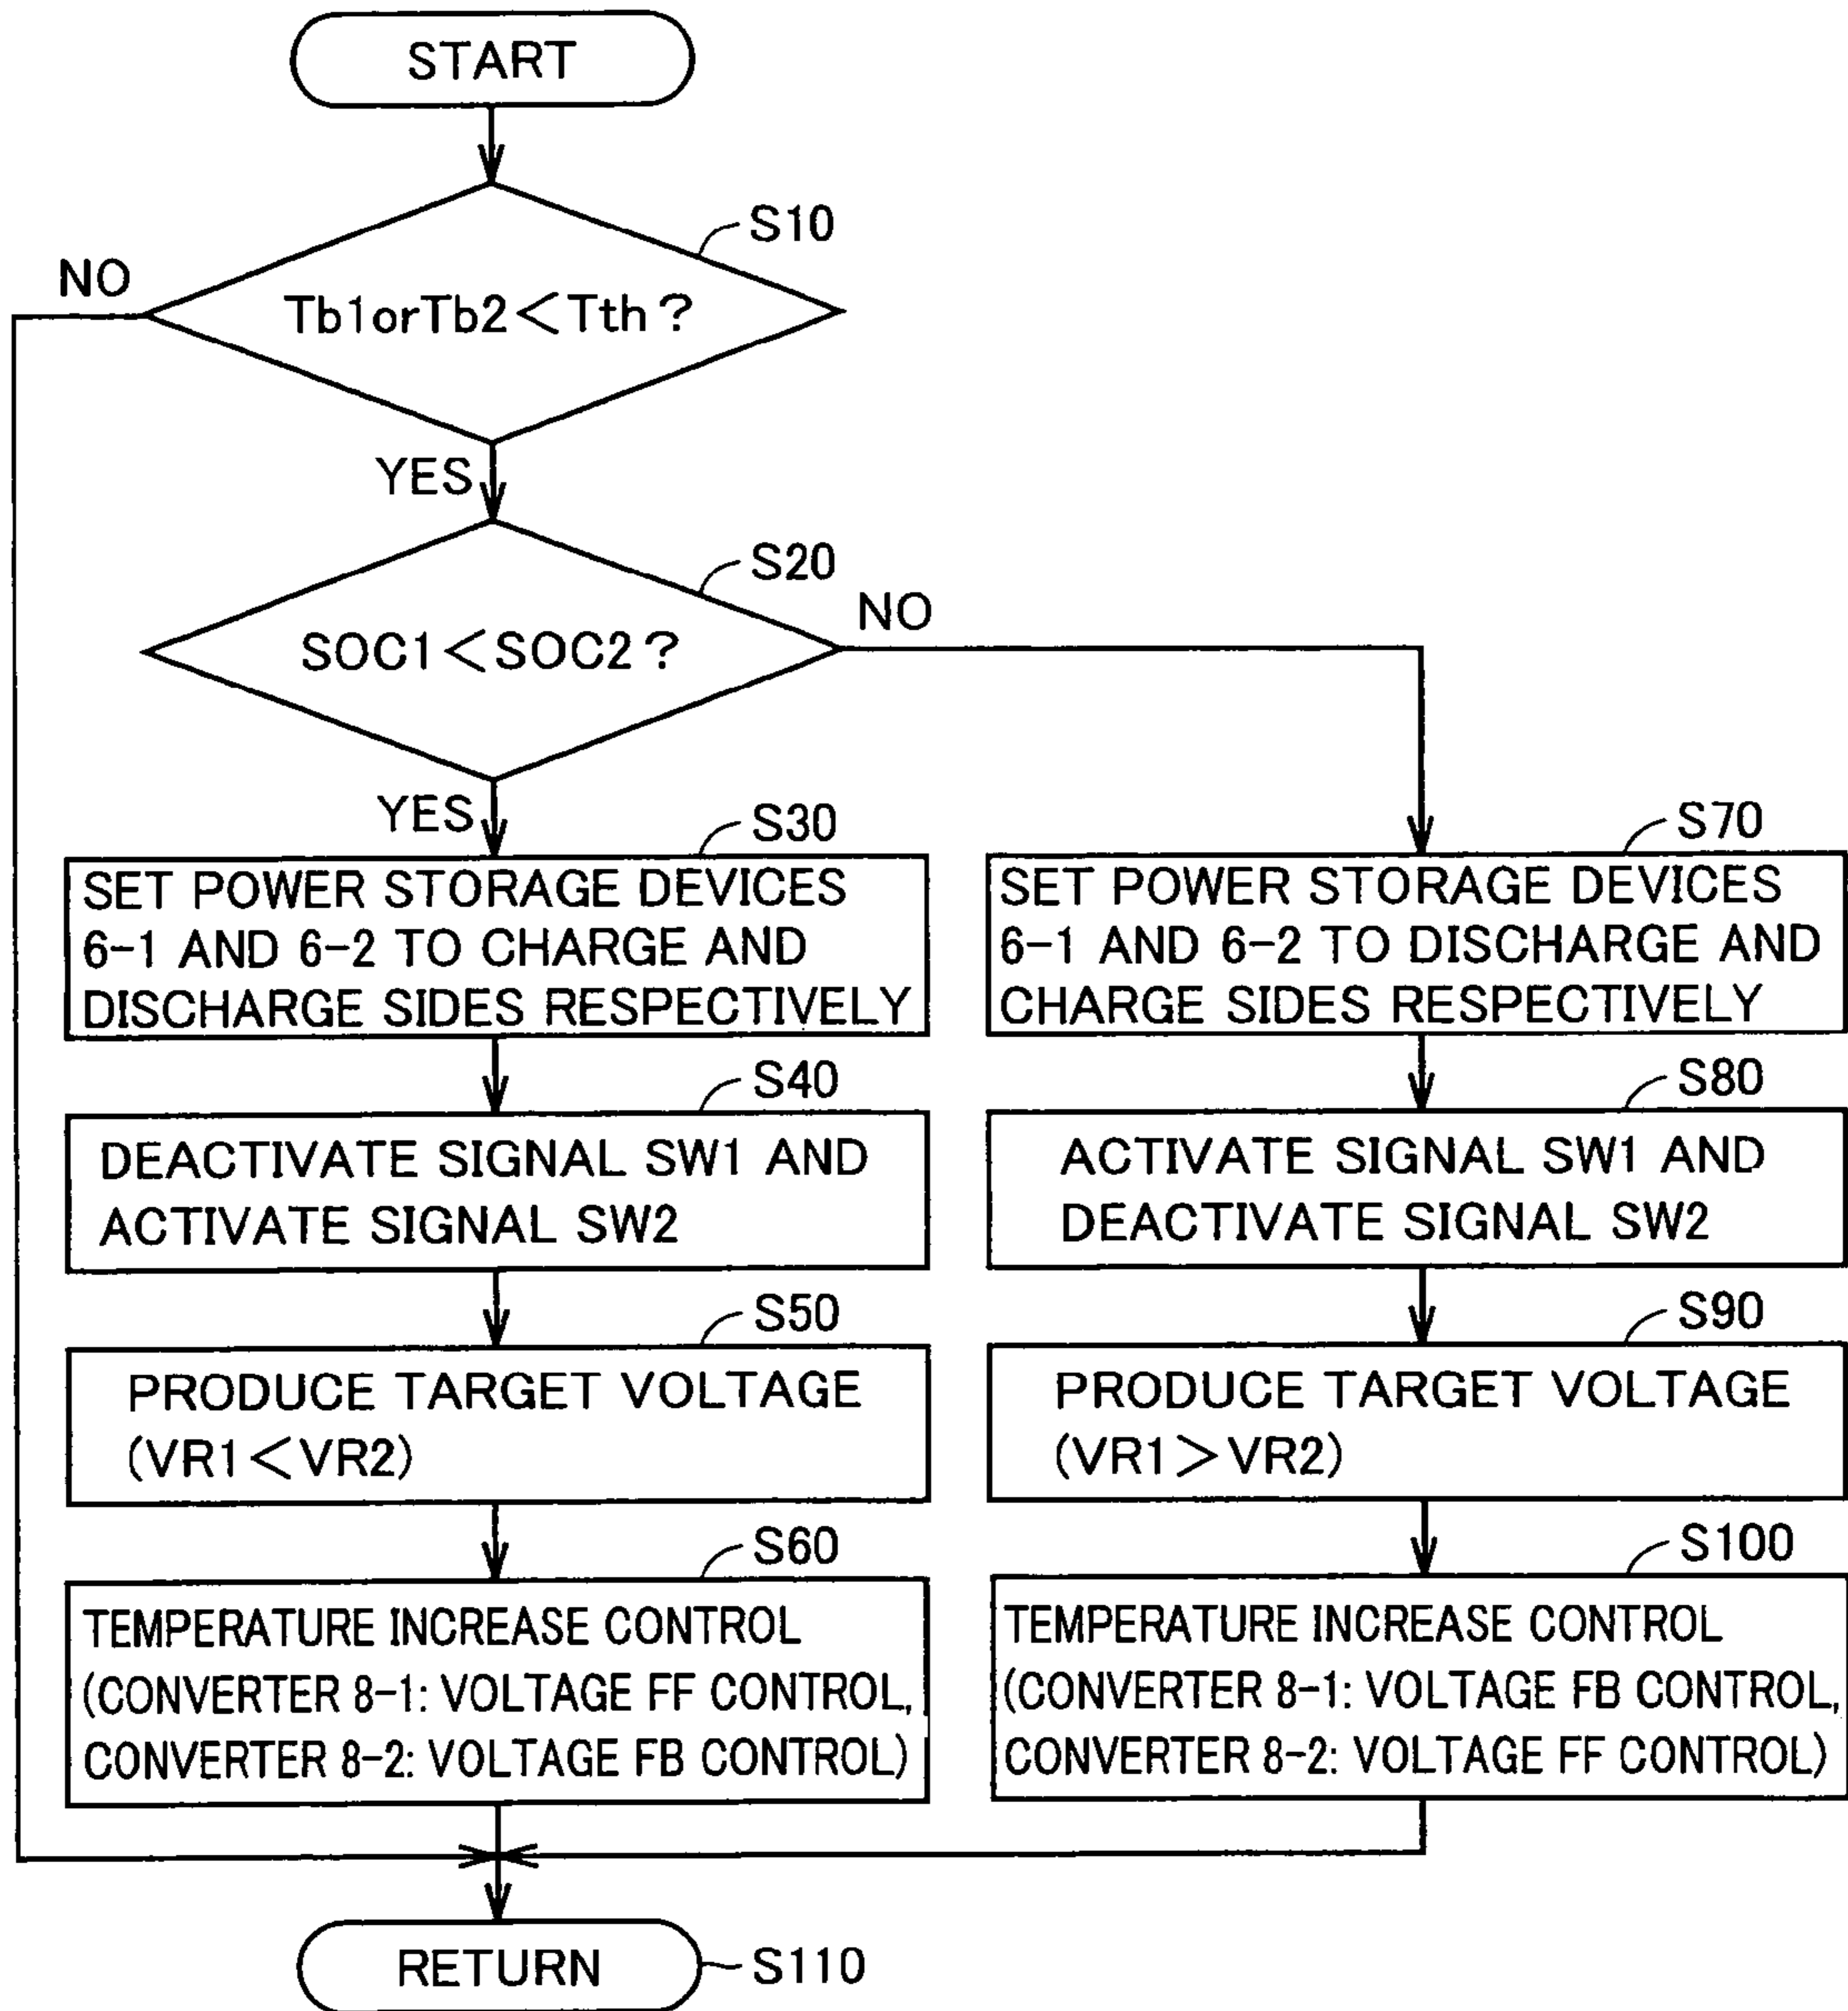 START
S10
NO
Tb1orTb2<Tth?
YES
S20
NO
SOC1<SOC2?
YES
S30
SET POWER STORAGE DEVICES
6-1 AND 6-2 TO CHARGE AND
DISCHARGE SIDES RESPECTIVELY
S40
DEACTIVATE SIGNAL SW1 AND
ACTIVATE SIGNAL SW2
S50
PRODUCE TARGET VOLTAGE
(VR1<VR2)
S60
TEMPERATURE INCREASE CONTROL
(CONVERTER 8-1: VOLTAGE FF CONTROL,
CONVERTER 8-2: VOLTAGE FB CONTROL)
S70
SET POWER STORAGE DEVICES
6-1 AND 6-2 TO DISCHARGE AND
CHARGE SIDES RESPECTIVELY
S80
ACTIVATE SIGNAL SW1 AND
DEACTIVATE SIGNAL SW2
S90
PRODUCE TARGET VOLTAGE
(VR1>VR2)
S100
TEMPERATURE INCREASE CONTROL
(CONVERTER 8-1: VOLTAGE FB CONTROL,
CONVERTER 8-2: VOLTAGE FF CONTROL)
RETURN
S110